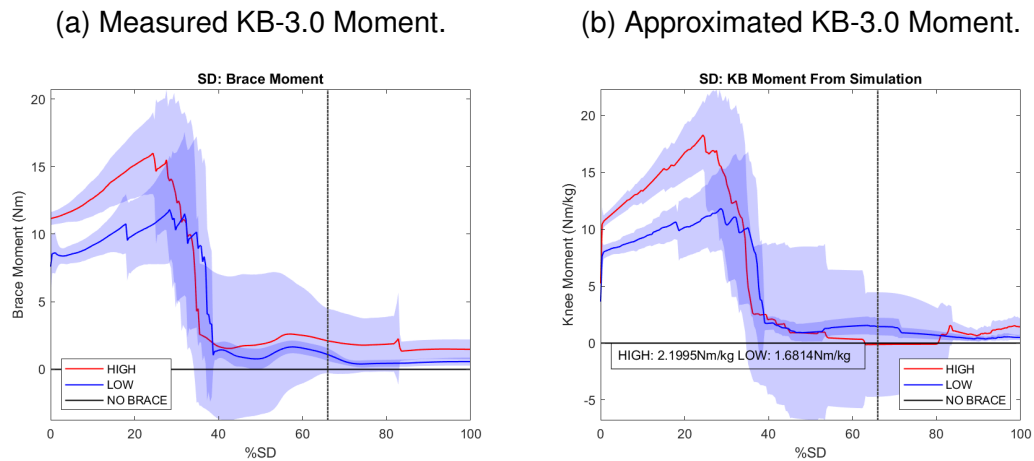 (a) Measured KB-3.0 Moment.
SD: Brace Moment
Brace Moment (Nm)
20
15
10
5
0
HIGH
LOW
NO BRACE
0 20 40 60 80 100
%SD
(b) Approximated KB-3.0 Moment.
SD: KB Moment From Simulation
Knee Moment (Nm/kg)
20
15
10
5
0
-5
HIGH: 2.1995Nm/kg LOW: 1.6814Nm/kg
HIGH
LOW
NO BRACE
0 20 40 60 80 100
%SD